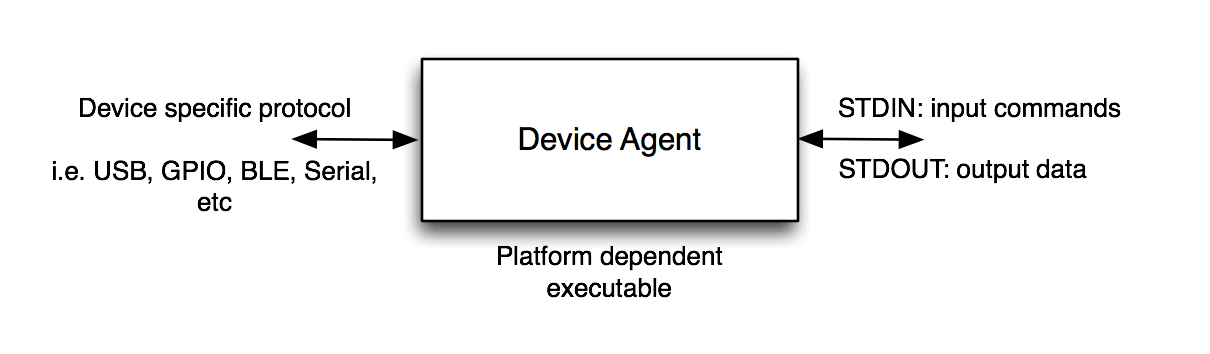 Device specific protocol
i.e. USB, GPIO, BLE, Serial,
etc
Device Agent
Platform dependent
executable
STDIN: input commands
STDOUT: output data